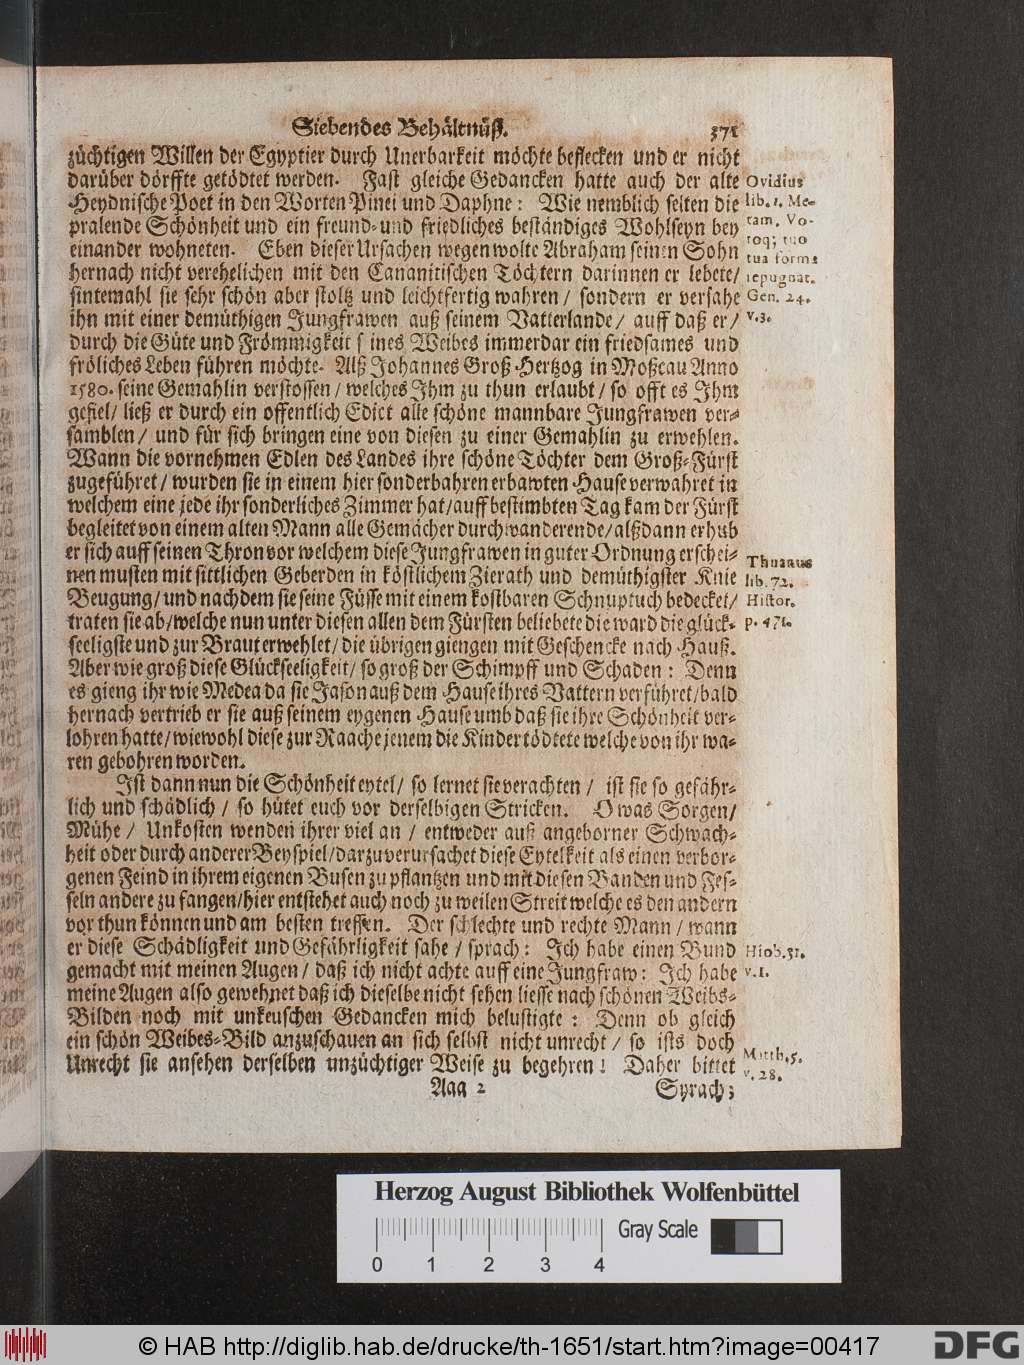 Siebendes Behältnüß. 371
züchtigen Willen der Egyptier durch Unerbarkeit möchte beflecken und er nicht
darüber dörffte getödtet werden. Fast gleiche Gedancken hatte auch der alte
Heydnische Poet in den Worten Pinei und Daphne: Wie nemblich selten die
pralende Schönheit und ein freund- und friedliches beständiges Wohlseyn bey
einander wohneten. Eben dieser Ursachen wegen wolte Abraham seinen Sohn
hernach nicht verehelichen mit den Cananitischen Töchtern darinnen er lebete/
sintemahl sie sehr schön aber stoltz und leichtfertig wahren/ sondern er versahe
ihn mit einer demüthigen Jungfrawen auß seinem Vatterlande/ auff daß er/
durch die Güte und Frömmigkeit s ines Weibes immerdar ein friedsames und
fröliches Leben führen möchte. Alß Johannes Groß Hertzog in Moßcau Anno
1580. seine Gemahlin verstossen/ welches Ihm zu thun erlaubt/ so offt es Ihm
gefiel/ ließ er durch ein offentlich Edict alle schöne mannbare Jungfrawen ver-
samblen/ und für sich bringen eine von diesen zu einer Gemahlin zu erwehlen.
Wann die vornehmen Edlen des Landes ihre schöne Töchter dem Groß-Fürst
zugeführet/ wurden sie in einem hier sonderbahren erbawten Hause verwahret in
welchem eine jede ihr sonderliches Zimmer hat/ auff bestimbten Tag kam der Fürst
begleitet von einem alten Mann alle Gemächer durchwanderende/ alßdann erhub
er sich auff seinen Thron vor welchem diese Jungfrawen in guter Ordnung erschei-
nen musten mit sittlichen Geberden in köstlichem Zierath und demüthigster Knie
Beugung/ und nachdem sie seine Füsse mit einem kostbaren Schnuptuch bedecket/
traten sie ab/ welche nun unter diesen allen dem Fürsten beliebete die ward die glück-
seeligste und zur Braut erwehlet/ die übrigen giengen mit Geschencke nach Hauß.
Aber wie groß diese Glückseeligkeit/ so groß der Schimpff und Schaden: Denn
es gieng ihr wie Medea da sie Jason auß dem Hause ihres Vattern verführet/ bald
hernach vertrieb er sie auß seinem eygenen Hause umb daß sie ihre Schönheit ver-
lohren hatte/ wiewohl diese zur Raache jenem die Kinder tödtete welche von ihr wa-
ren gebohren worden.
Ist dann nun die Schönheit eytel/ so lernet sie verachten/ ist sie so gefähr-
lich und schädlich/ so hütet euch vor derselbigen Stricken. O was Sorgen/
Mühe/ Unkosten wenden ihrer viel an/ entweder auß angeborner Schwach-
heit oder durch anderer Beyspiel/ darzu verursachet diese Eytelkeit als einen verbor-
genen Feind in ihrem eigenen Busen zu pflantzen und mit diesen Banden und Fes-
seln andere zu fangen/ hier entstehet auch noch zu weilen Streit welche es den andern
vor thun können und am besten treffen. Der schlechte und rechte Mann/ wann
er diese Schädligkeit und Gefährligkeit sahe/ sprach: Ich habe einen Bund
gemacht mit meinen Augen/ daß ich nicht achte auff eine Jungfraw: Ich habe
meine Augen also gewehnet daß ich dieselbe nicht sehen liesse nach schönen Weibs-
Bilden noch mit unkeuschen Gedancken mich belustigte: Denn ob gleich
ein schön Weibes-Bild anzuschauen an sich selbst nicht unrecht/ so ists doch
Unrecht sie ansehen derselben unzüchtiger Weise zu begehren! Daher bittet
Aaa 2 Syrach;
Ovidius
lib. 1. Me-
tam. Vo-
toq; tuo
tua forma
repugnat.
Gen. 24.
v. 3.
Thuanus
lib. 72.
Histor.
p. 471.
Hiob. 31.
v. 1.
Matth. 5.
v. 28.
Herzog August Bibliothek Wolfenbüttel
Gray Scale
0 1 2 3 4
© HAB http://diglib.hab.de/drucke/th-1651/start.htm?image=00417
DFG